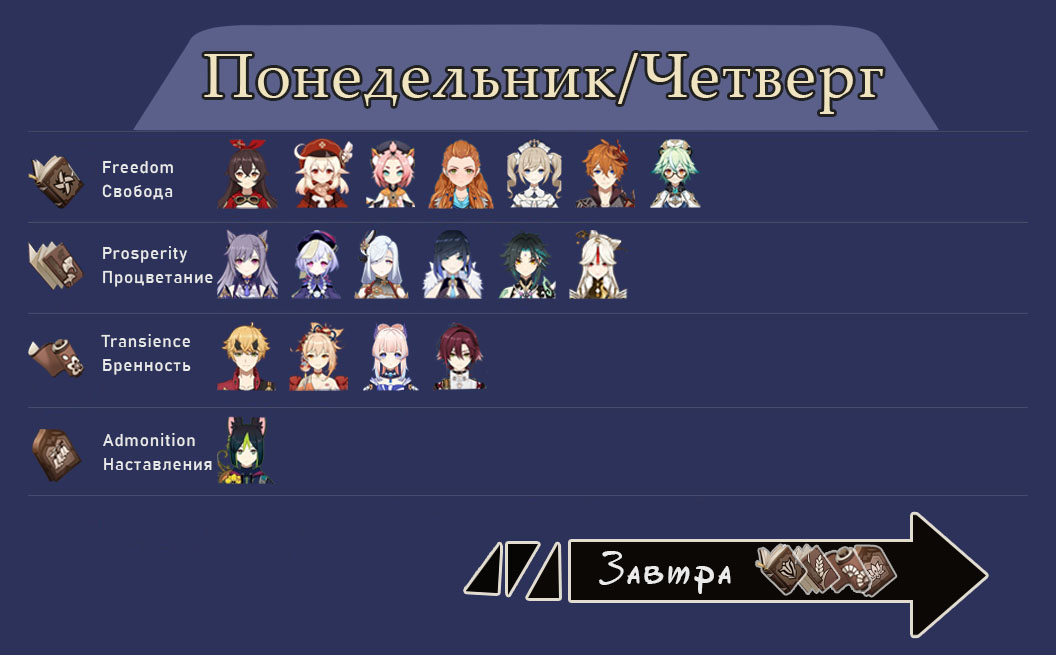 Понедельник/Четверг
Freedom
Свобода
Prosperity
Процветание
Transience
Бренность
Admonition
Наставления
Завтра